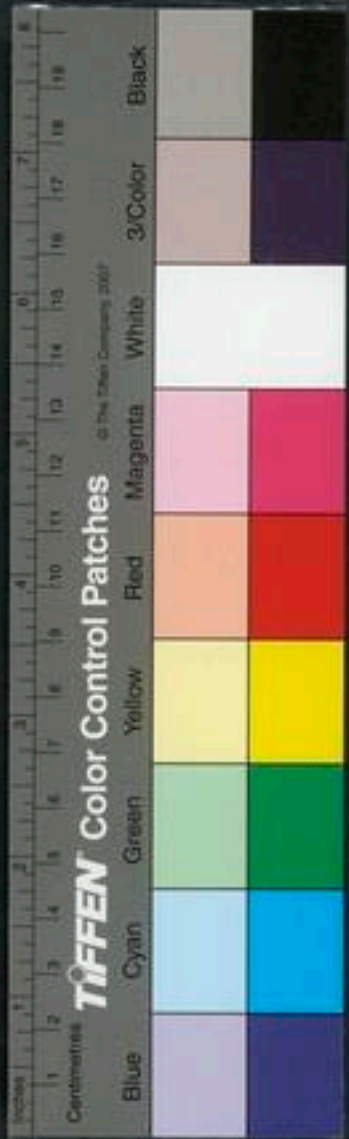 Inches
1 2 3 4 5 6 7 8
Centimetres
1 2 3 4 5 6 7 8 9 10 11 12 13 14 15 16 17 18 19
TIFFEN® Color Control Patches
© The Tiffen Company, 2007
Blue Cyan Green Yellow Red Magenta White 3/Color Black